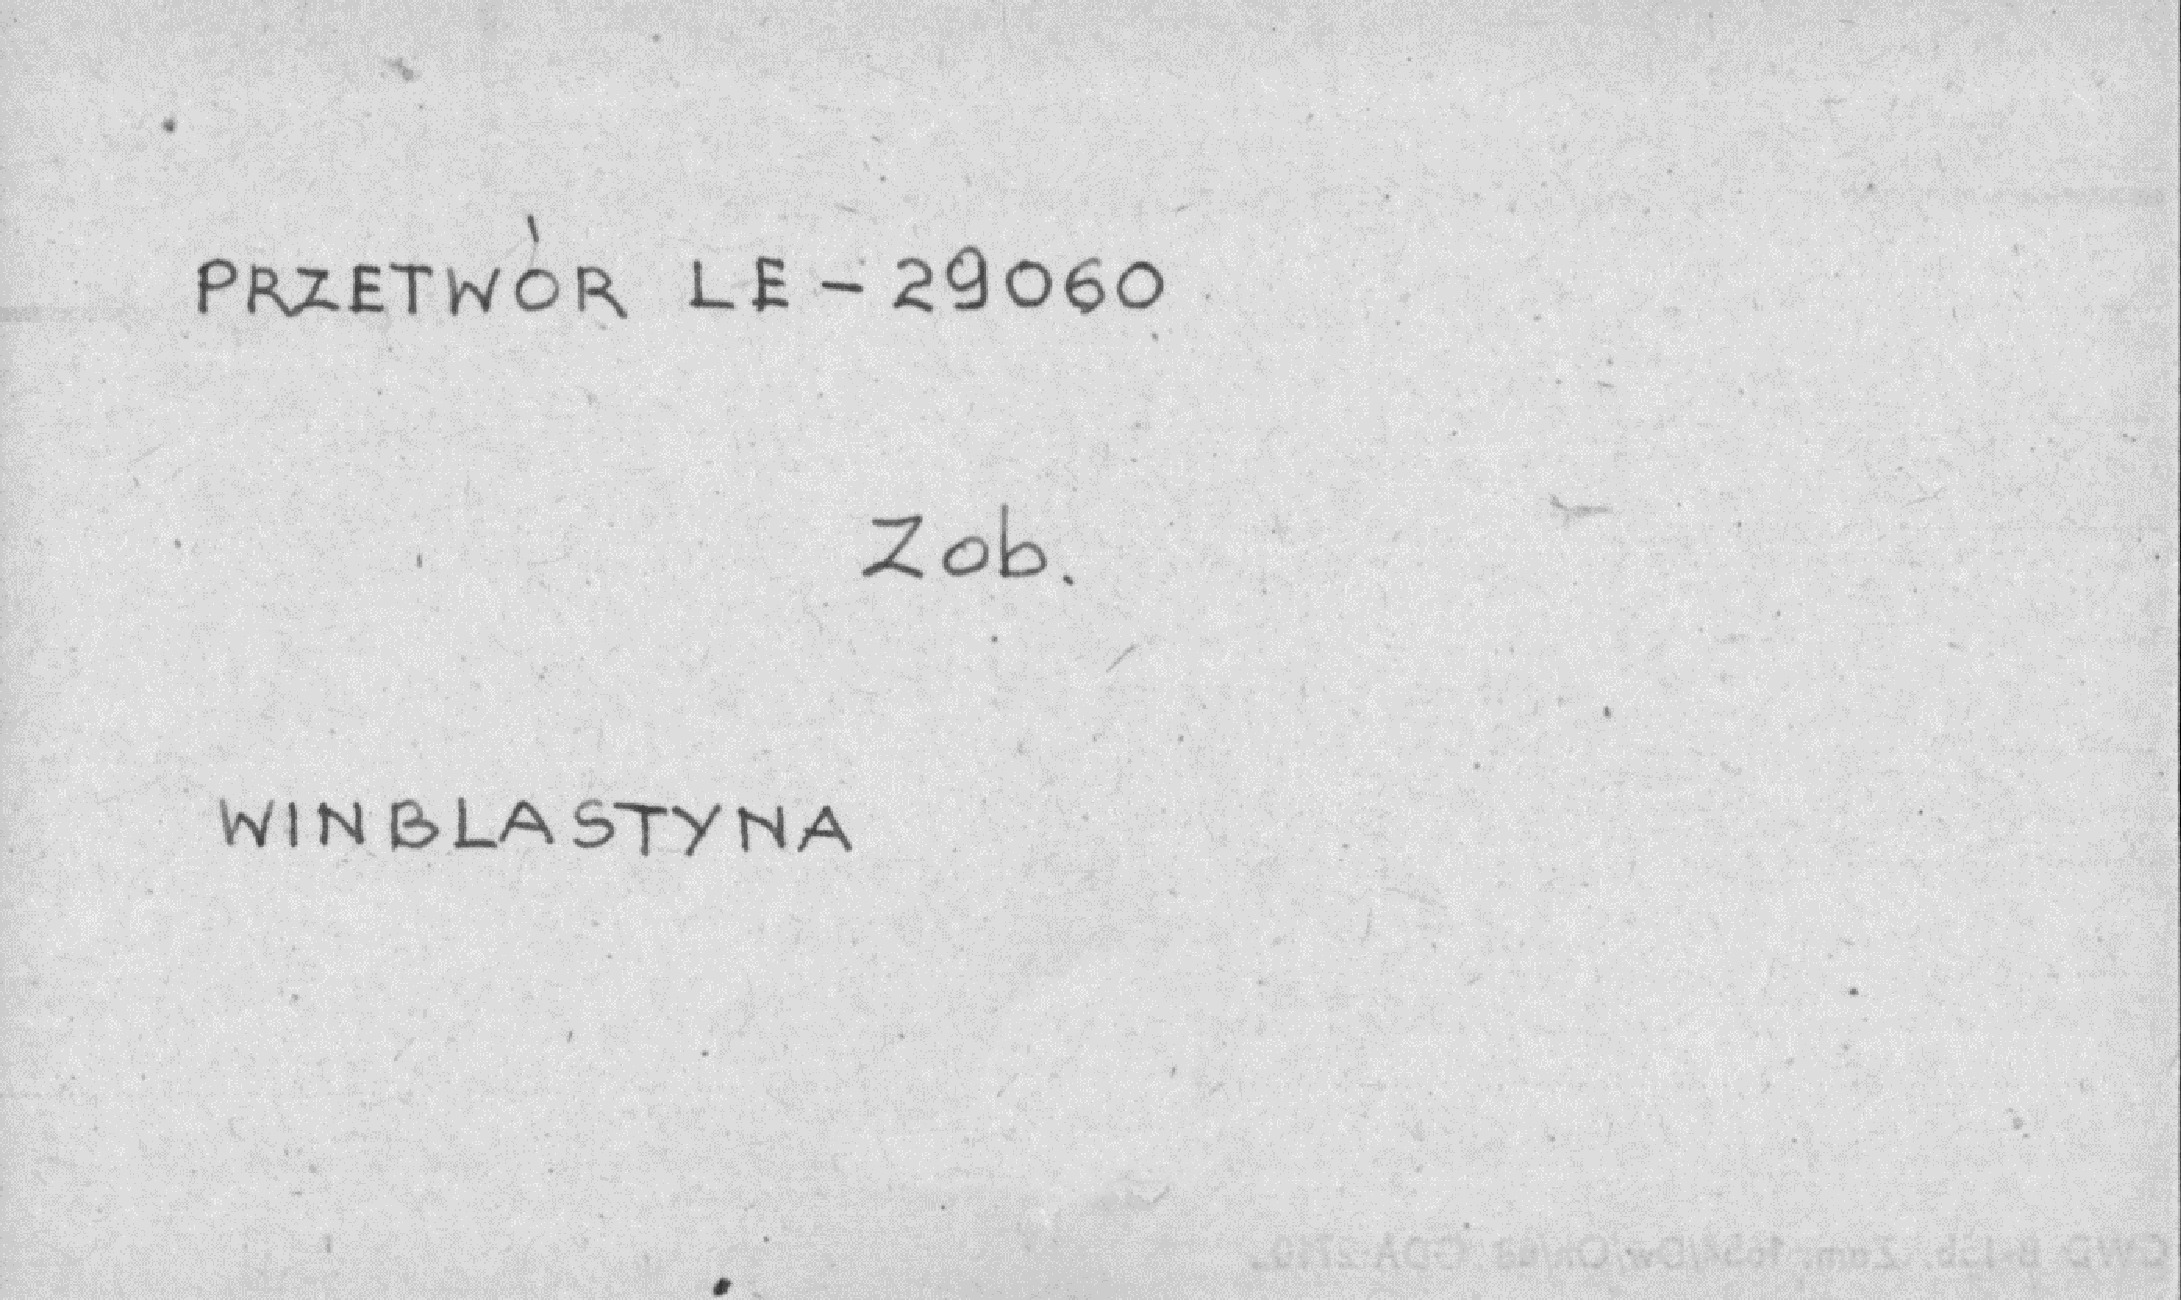 PRZETWÓR LE - 29060
Zob.
WINBLASTYNA